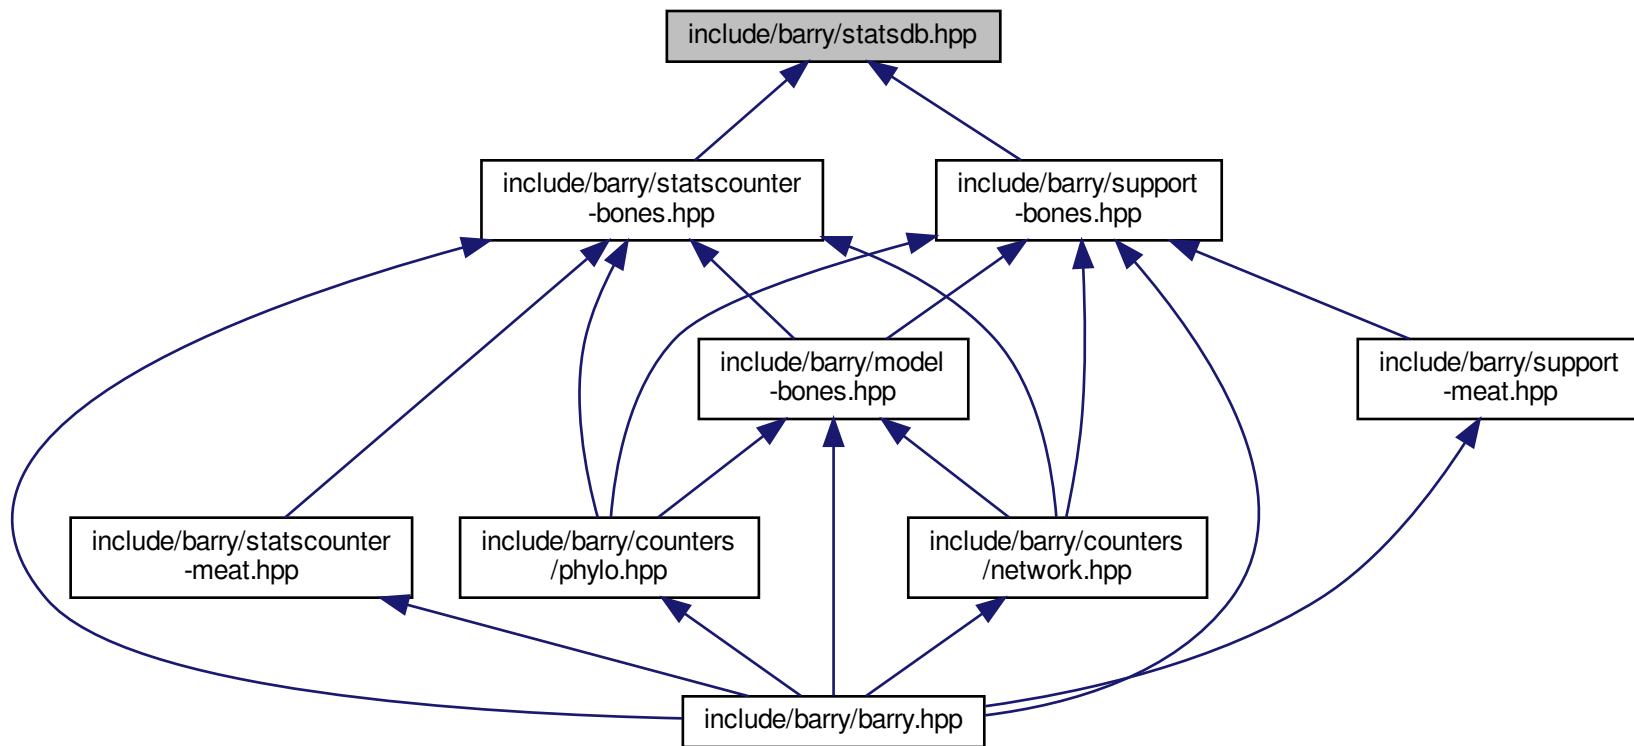 include/barry/statsdb.hpp
include/barry/statscounter
-bones.hpp
include/barry/support
-bones.hpp
include/barry/model
-bones.hpp
include/barry/support
-meat.hpp
include/barry/statscounter
-meat.hpp
include/barry/counters
/phylo.hpp
include/barry/counters
/network.hpp
include/barry/barry.hpp